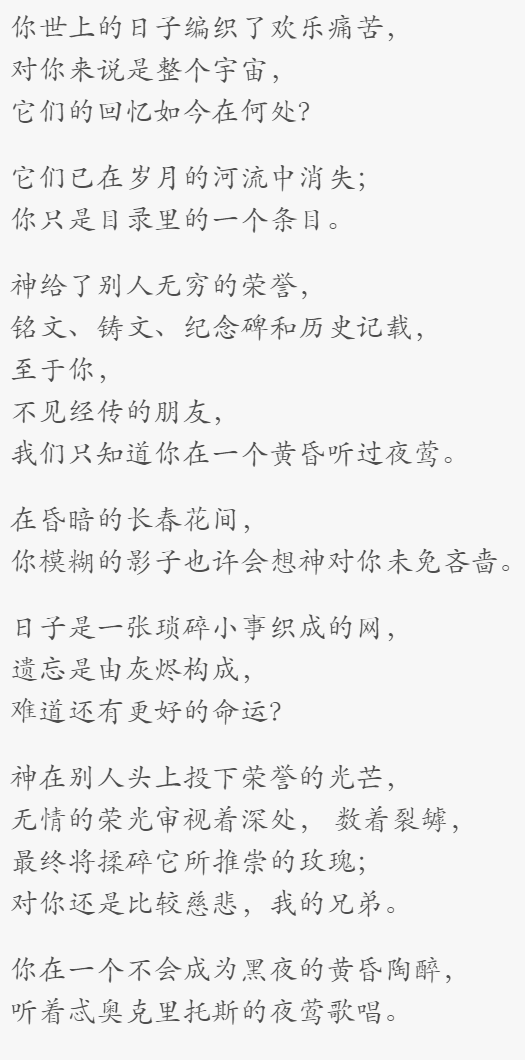 你世上的日子编织了欢乐痛苦，
对你来说是整个宇宙，
它们的回忆如今在何处？
它们已在岁月的河流中消失；
你只是目录里的一个条目。
神给了别人无穷的荣誉，
铭文、铸文、纪念碑和历史记载，
至于你，
不见经传的朋友，
我们只知道你在一个黄昏听过夜莺。
在昏暗的长春花间，
你模糊的影子也许会想神对你未免吝啬。
日子是一张琐碎小事织成的网，
遗忘是由灰烬构成，
难道还有更好的命运？
神在别人头上投下荣誉的光芒，
无情的荣光审视着深处， 数着裂罅，
最终将揉碎它所推崇的玫瑰；
对你还是比较慈悲，我的兄弟。
你在一个不会成为黑夜的黄昏陶醉，
听着忒奥克里托斯的夜莺歌唱。